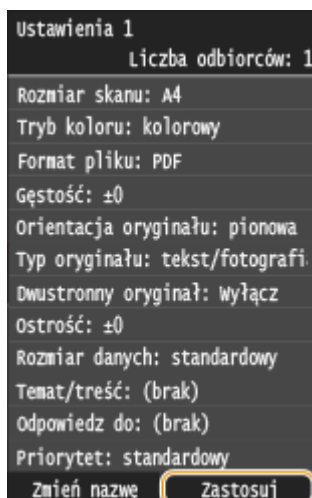 Ustawienia 1
Liczba odbiorców: 1
Rozmiar skanu: A4
Tryb koloru: kolorowy
Format pliku: PDF
Gęstość: ±0
Orientacja oryginału: pionowa
Typ oryginału: tekst/fotografi
Dwustronny oryginał: Wyłącz
Ostrość: ±0
Rozmiar danych: standardowy
Temat/treść: (brak)
Odpowiedz do: (brak)
Priorytet: standardowy
Zmień nazwę Zastosuj